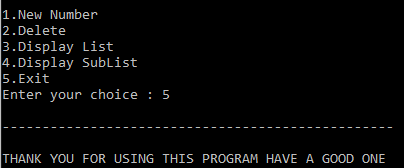 1.New Number
2.Delete
3.Display List
4.Display SubList
5.Exit
Enter your choice : 5
-------------------------------------------------
THANK YOU FOR USING THIS PROGRAM HAVE A GOOD ONE